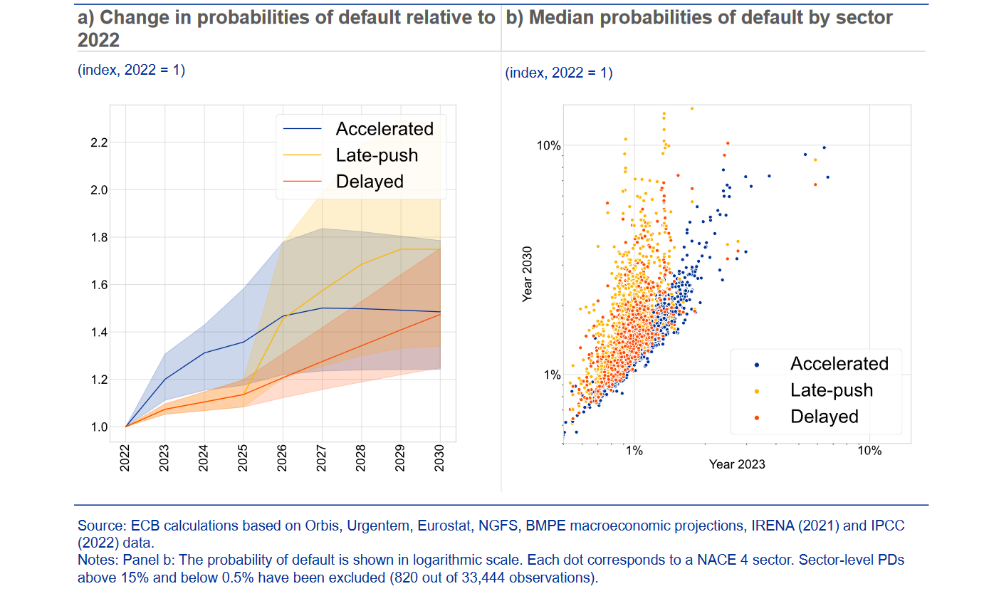 a) Change in probabilities of default relative to
2022
(index, 2022 = 1)
2.2
2.0
1.8
1.6
1.4
1.2
1.0
2022
2023
2024
2025
2026
2027
2028
2029
2030
Accelerated
Late-push
Delayed
b) Median probabilities of default by sector
(index, 2022 = 1)
10%
1%
Year 2030
1%
10%
Year 2023
Accelerated
Late-push
Delayed
Source: ECB calculations based on Orbis, Urgentem, Eurostat, NGFS, BMPE macroeconomic projections, IRENA (2021) and IPCC
(2022) data.
Notes: Panel b: The probability of default is shown in logarithmic scale. Each dot corresponds to a NACE 4 sector. Sector-level PDs
above 15% and below 0.5% have been excluded (820 out of 33,444 observations).